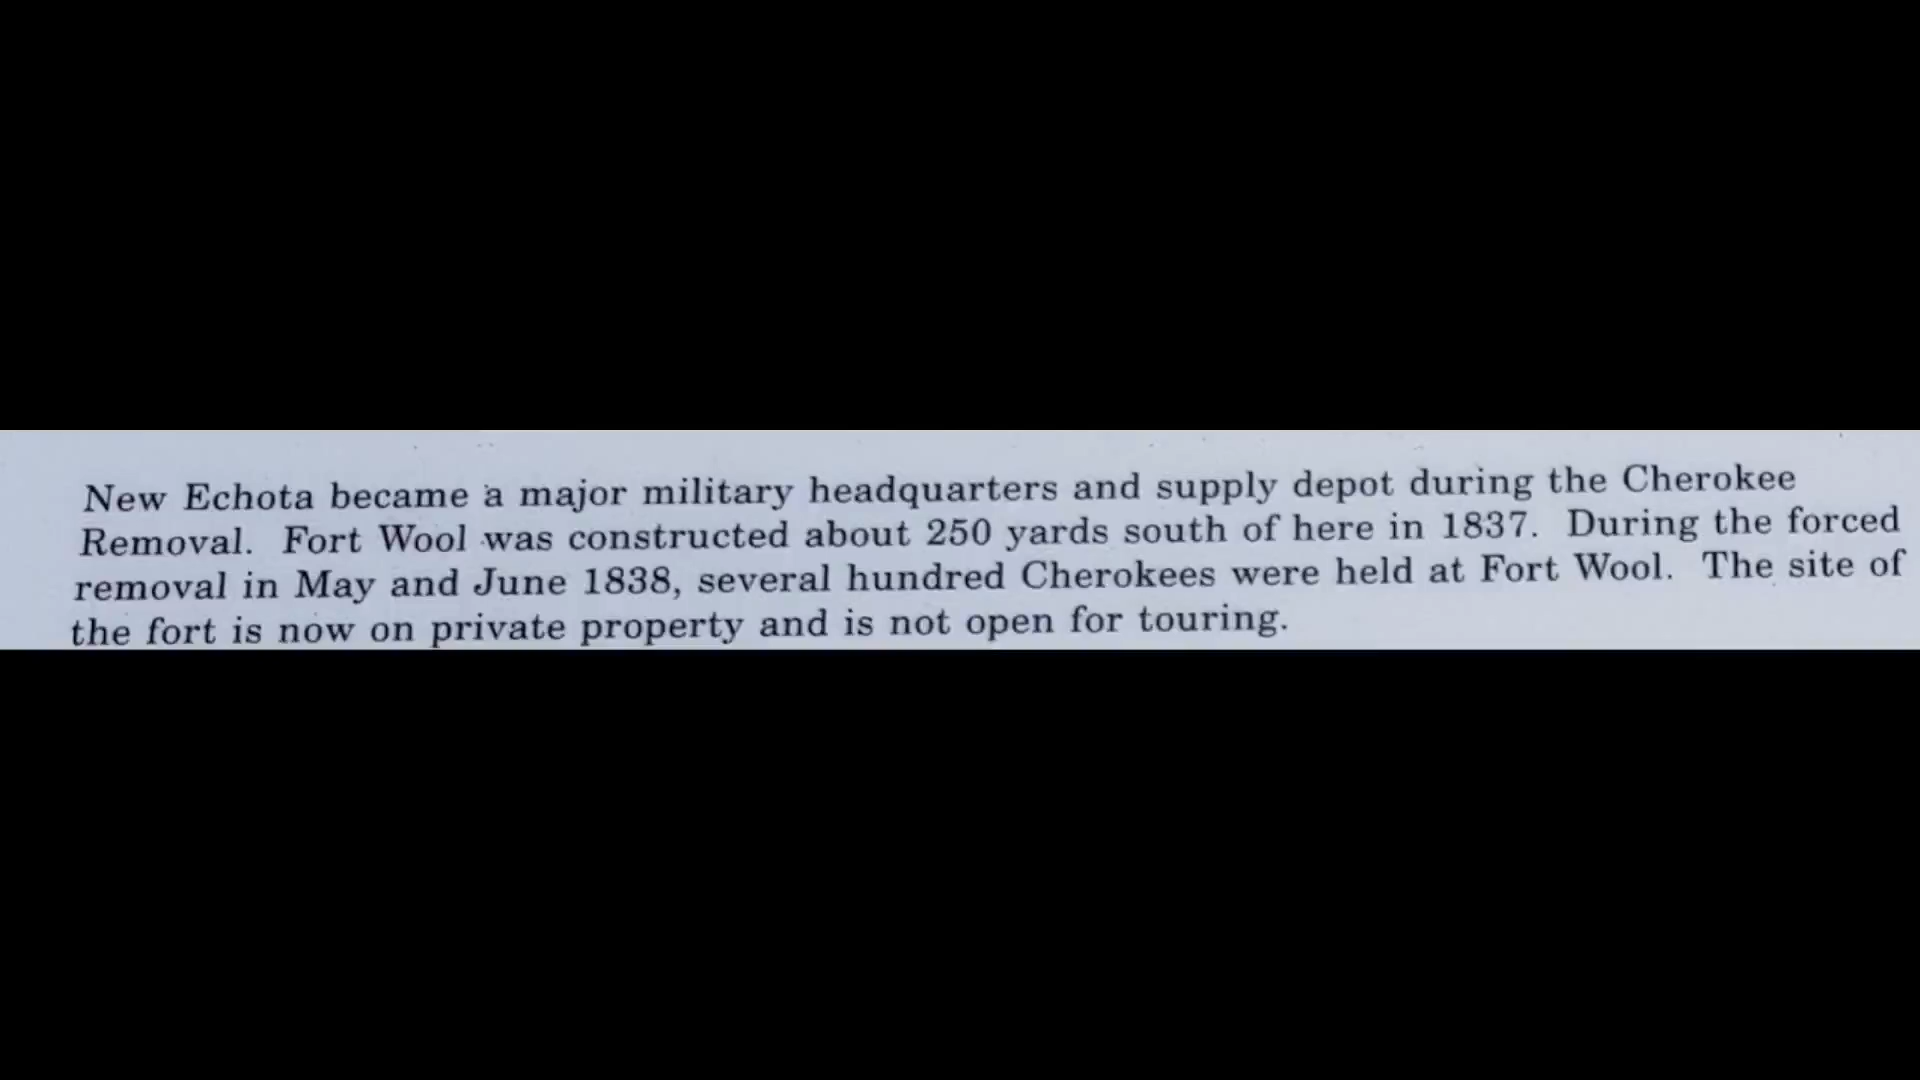 New Echota became a major military headquarters and supply depot during the Cherokee
Removal. Fort Wool was constructed about 250 yards south of here in 1837. During the forced
removal in May and June 1838, several hundred Cherokees were held at Fort Wool. The site of
the fort is now on private property and is not open for touring.